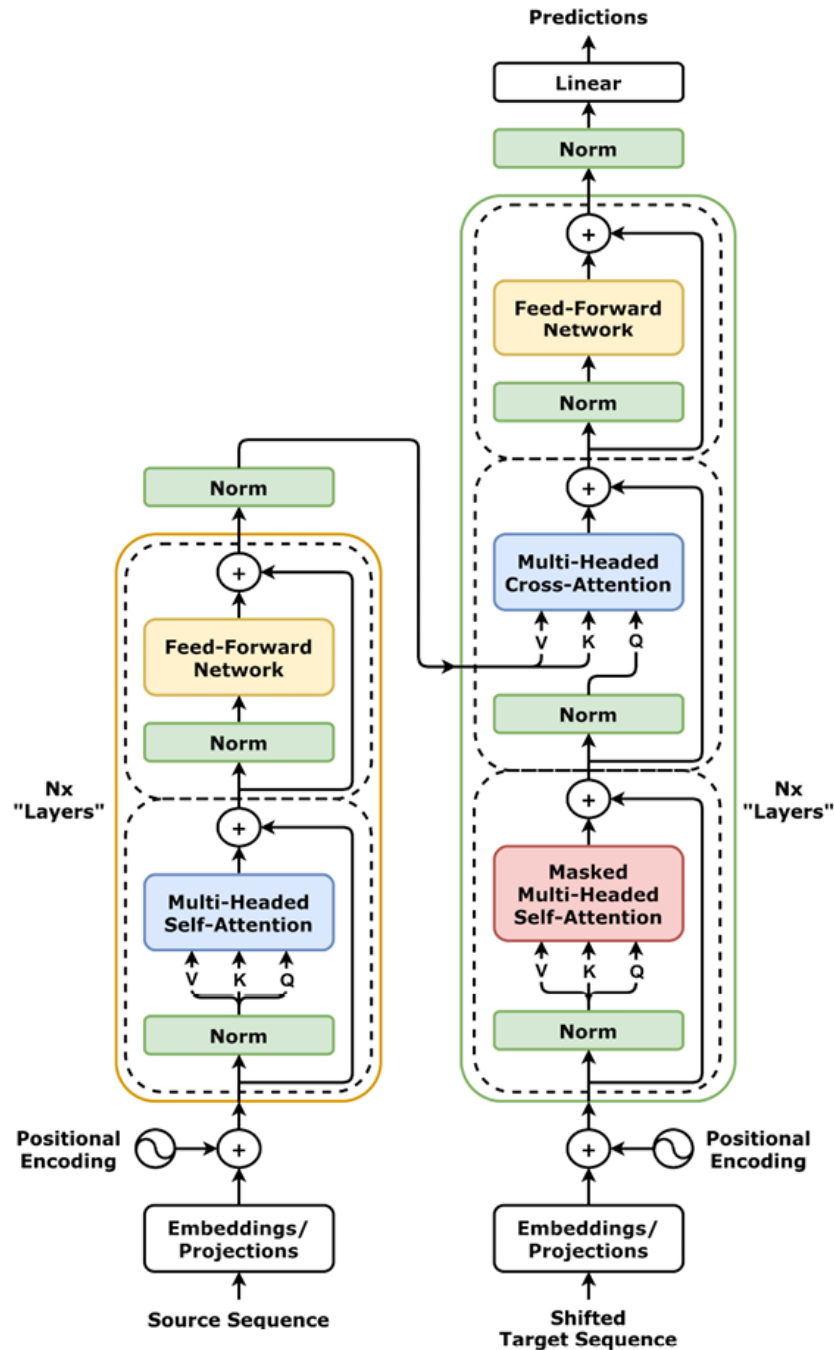 Predictions
Linear
Norm
Feed-Forward
Network
Norm
Multi-Headed
Cross-Attention
V K Q
Norm
Masked
Multi-Headed
Self-Attention
V K Q
Norm
Nx
"Layers"
Positional
Encoding
Embeddings/
Projections
Shifted
Target Sequence
Norm
Feed-Forward
Network
Norm
Nx
"Layers"
Multi-Headed
Self-Attention
V K Q
Norm
Positional
Encoding
Embeddings/
Projections
Source Sequence